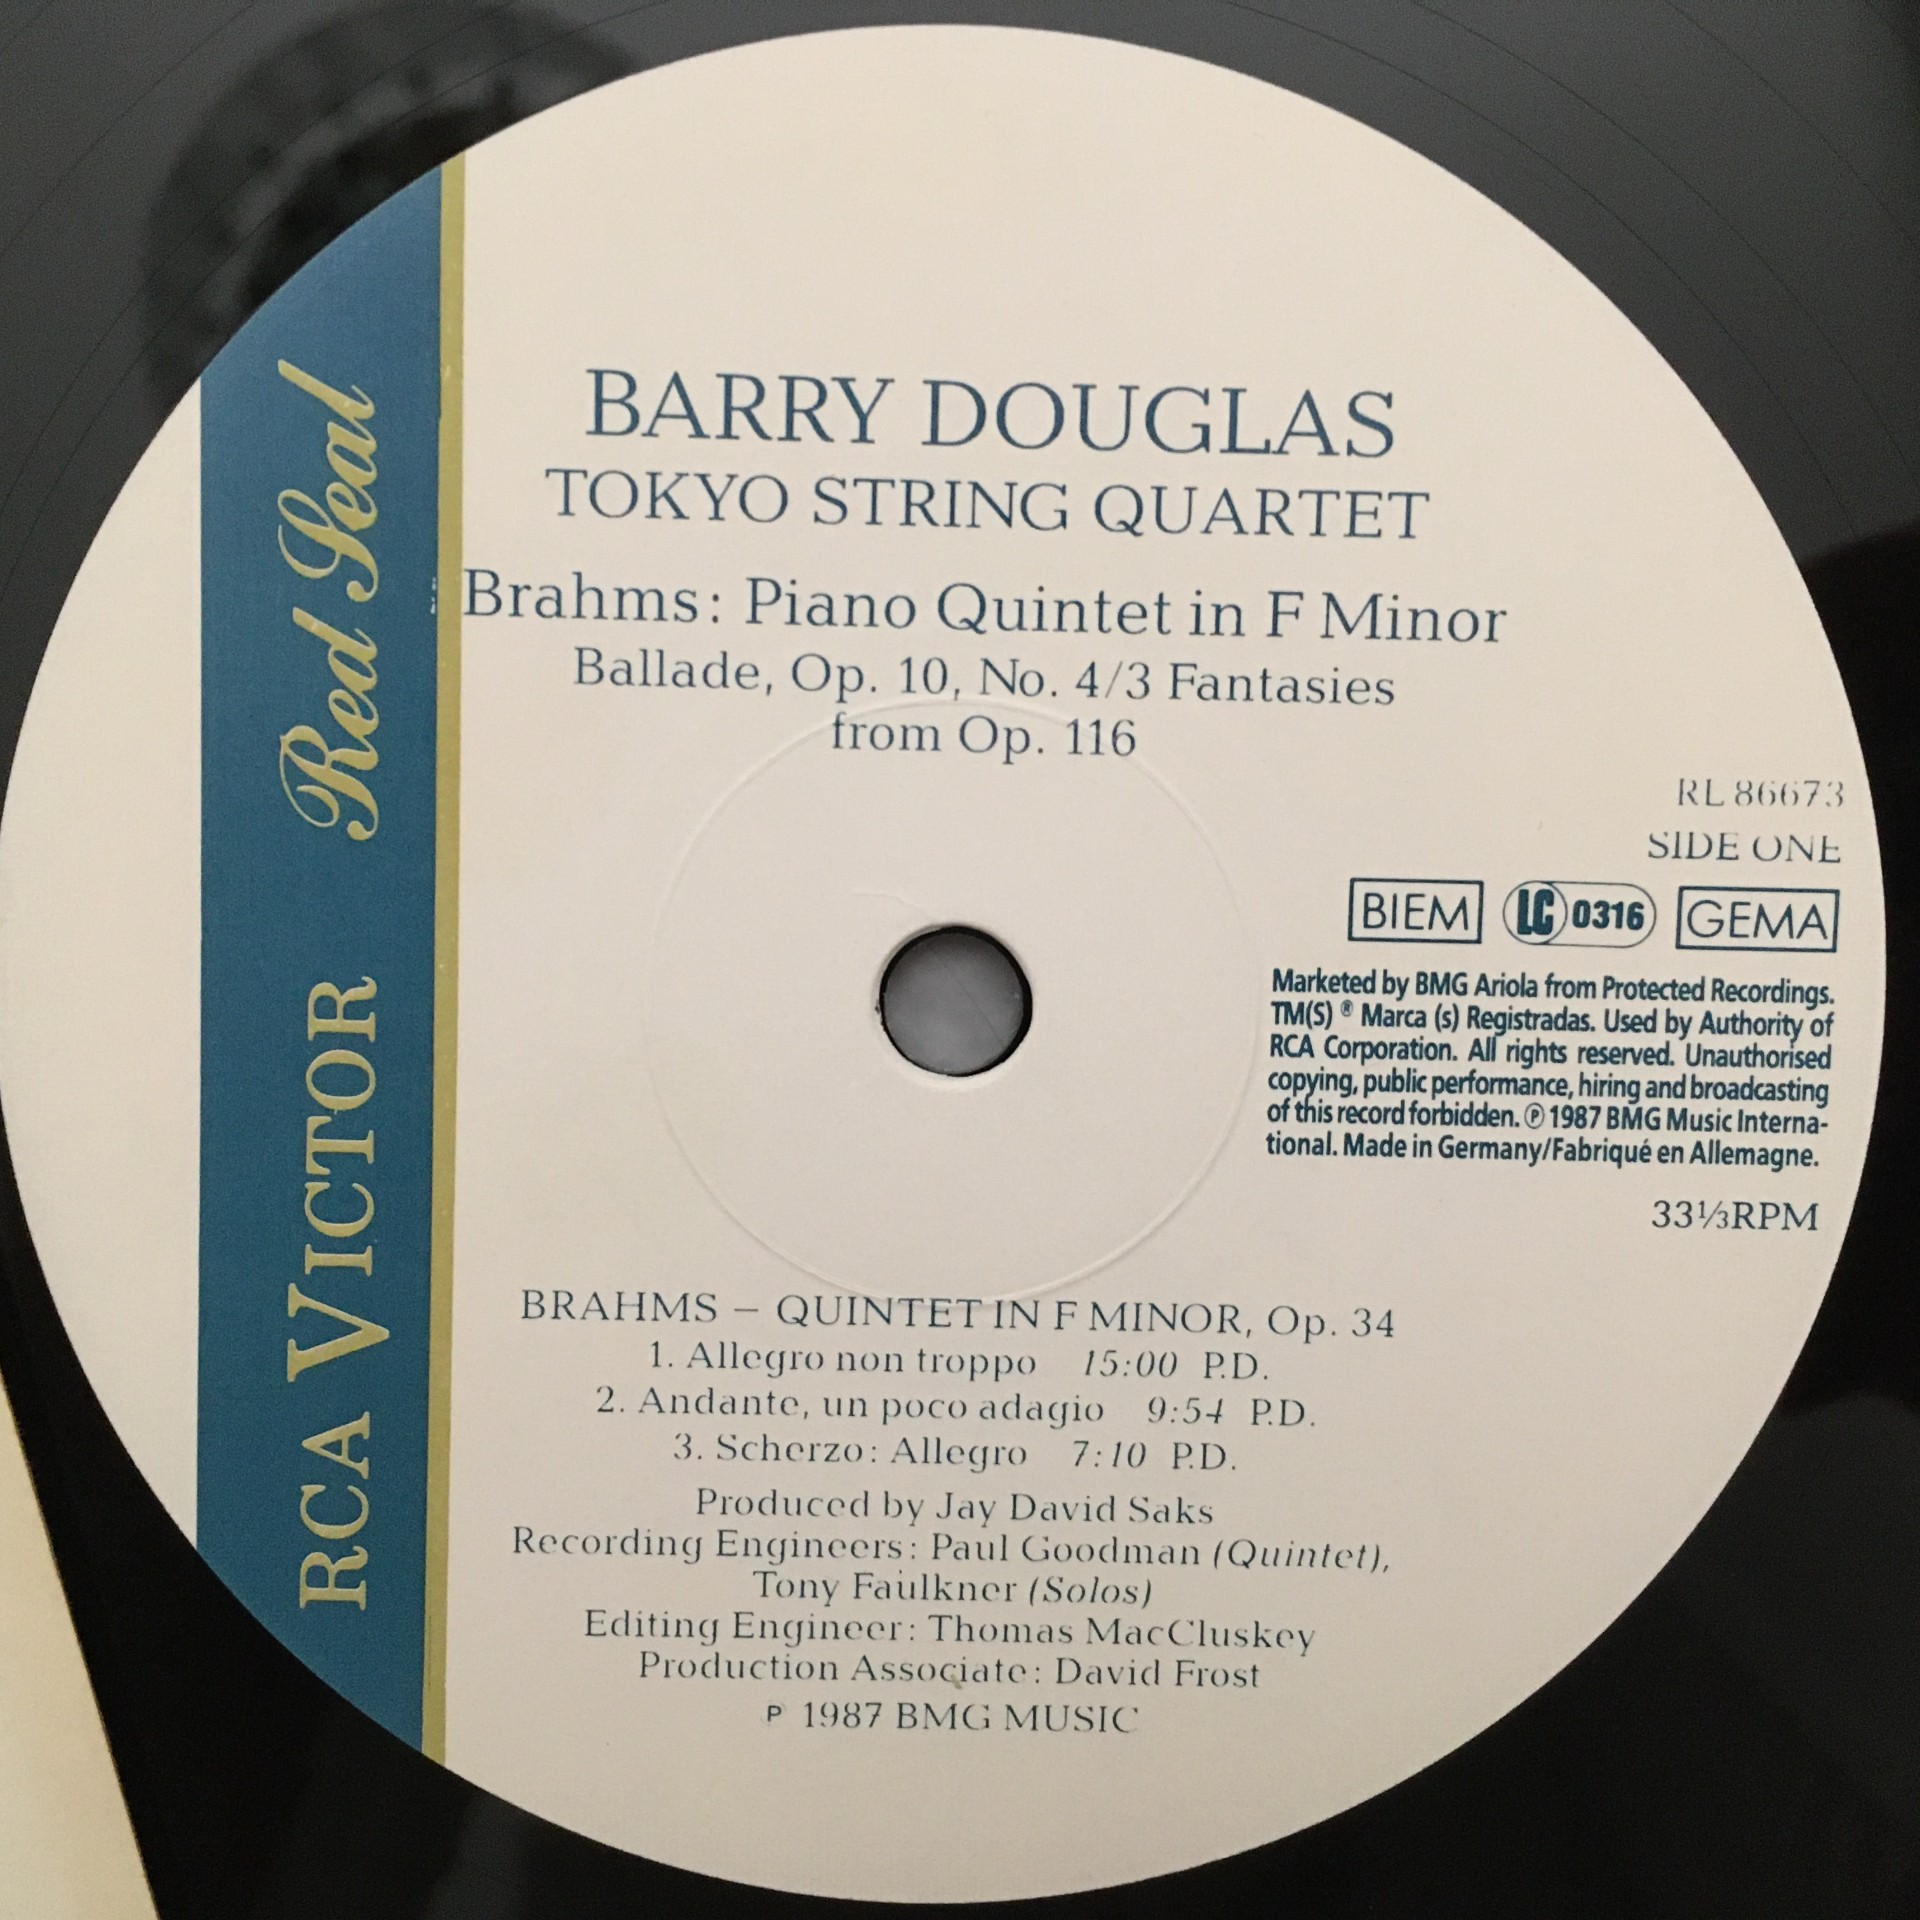 RCA VICTOR Red Seal
BARRY DOUGLAS
TOKYO STRING QUARTET
Brahms: Piano Quintet in F Minor
Ballade, Op. 10, No. 4/3 Fantasies
from Op. 116
RL 86673
SIDE ONE
BIEM LC 0316 GEMA
Marketed by BMG Ariola from Protected Recordings.
TM(S) ® Marca (s) Registradas. Used by Authority of
RCA Corporation. All rights reserved. Unauthorised
copying, public performance, hiring and broadcasting
of this record forbidden. ℗ 1987 BMG Music Interna-
tional. Made in Germany/Fabriqué en Allemagne.
33⅓RPM
BRAHMS – QUINTET IN F MINOR, Op. 34
1. Allegro non troppo 15:00 P.D.
2. Andante, un poco adagio 9:54 P.D.
3. Scherzo: Allegro 7:10 P.D.
Produced by Jay David Saks
Recording Engineers: Paul Goodman (Quintet),
Tony Faulkner (Solos)
Editing Engineer: Thomas MacCluskey
Production Associate: David Frost
P 1987 BMG MUSIC